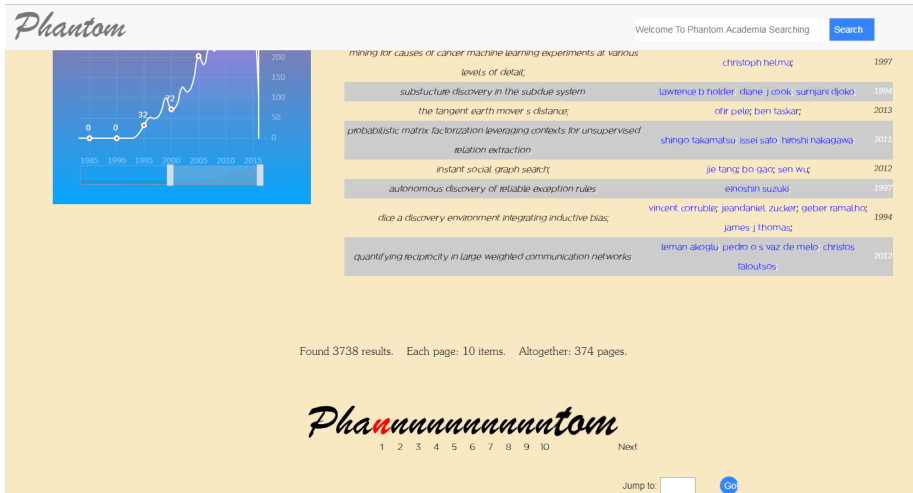 Phantom
Welcome To Phantom Academia Searching
Search
200
150
100
50
0
0
0
32
72
1985 1990 1995 2000 2005 2010 2015
mining for causes of cancer machine learning experiments at various
levels of detail;
christoph helma;
1997
substucture discovery in the subdue system
lawrence b holder; diane j cook; surnjani djoko;
1994
the tangent earth mover s distance;
ofir pele; ben taskar;
2013
probabilistic matrix factorization leveraging contexts for unsupervised
relation extraction
shingo takamatsu; issei sato; hiroshi nakagawa;
2011
instant social graph search;
jie tang; bo gao; sen wu;
2012
autonomous discovery of reliable exception rules
einoshin suzuki;
1997
dice a discovery environment integrating inductive bias;
vincent corruble; jeandaniel zucker; geber ramalho;
james j thomas;
1994
quantifying reciprocity in large weighted communication networks
leman akoglu; pedro o s vaz de melo; christos
faloutsos;
2012
Found 3738 results. Each page: 10 items. Altogether: 374 pages.
Phannnnnnnnnntom
1 2 3 4 5 6 7 8 9 10 Next
Jump to: Go